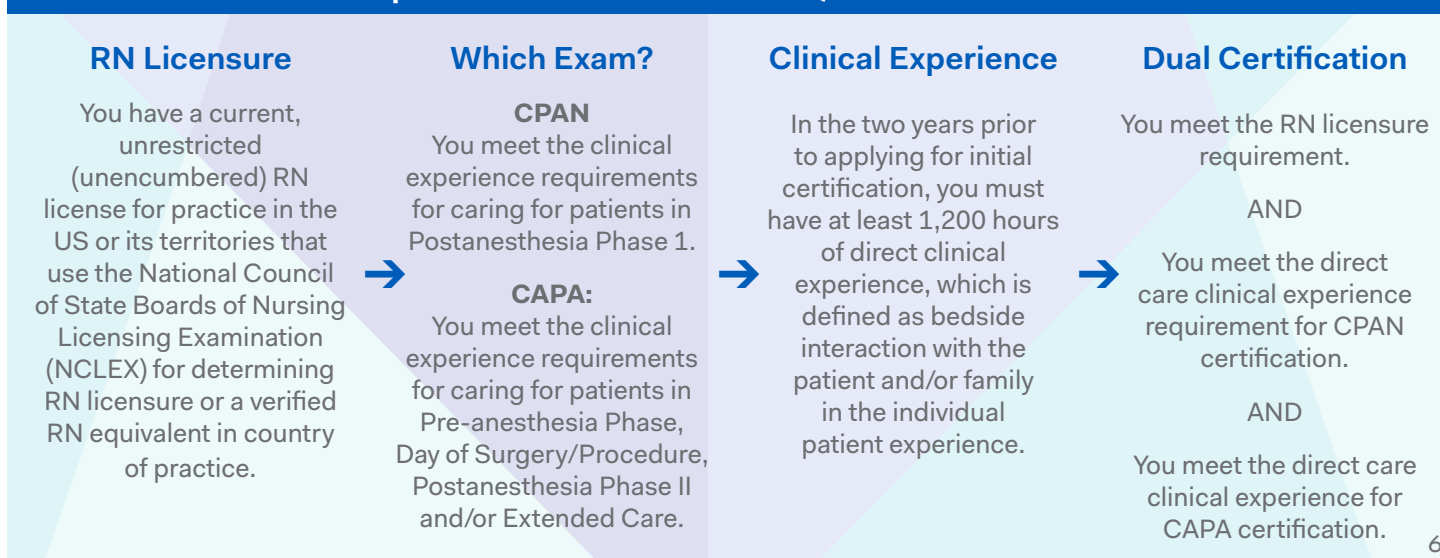 RN Licensure
You have a current,
unrestricted
(unencumbered) RN
license for practice in the
US or its territories that
use the National Council
of State Boards of Nursing
Licensing Examination
(NCLEX) for determining
RN licensure or a verified
RN equivalent in country
of practice.
➔
Which Exam?
CPAN
You meet the clinical
experience requirements
for caring for patients in
Postanesthesia Phase 1.
CAPA:
You meet the clinical
experience requirements
for caring for patients in
Pre-anesthesia Phase,
Day of Surgery/Procedure,
Postanesthesia Phase II
and/or Extended Care.
➔
Clinical Experience
In the two years prior
to applying for initial
certification, you must
have at least 1,200 hours
of direct clinical
experience, which is
defined as bedside
interaction with the
patient and/or family
in the individual
patient experience.
➔
Dual Certification
You meet the RN licensure
requirement.
AND
You meet the direct
care clinical experience
requirement for CPAN
certification.
AND
You meet the direct care
clinical experience for
CAPA certification.
6